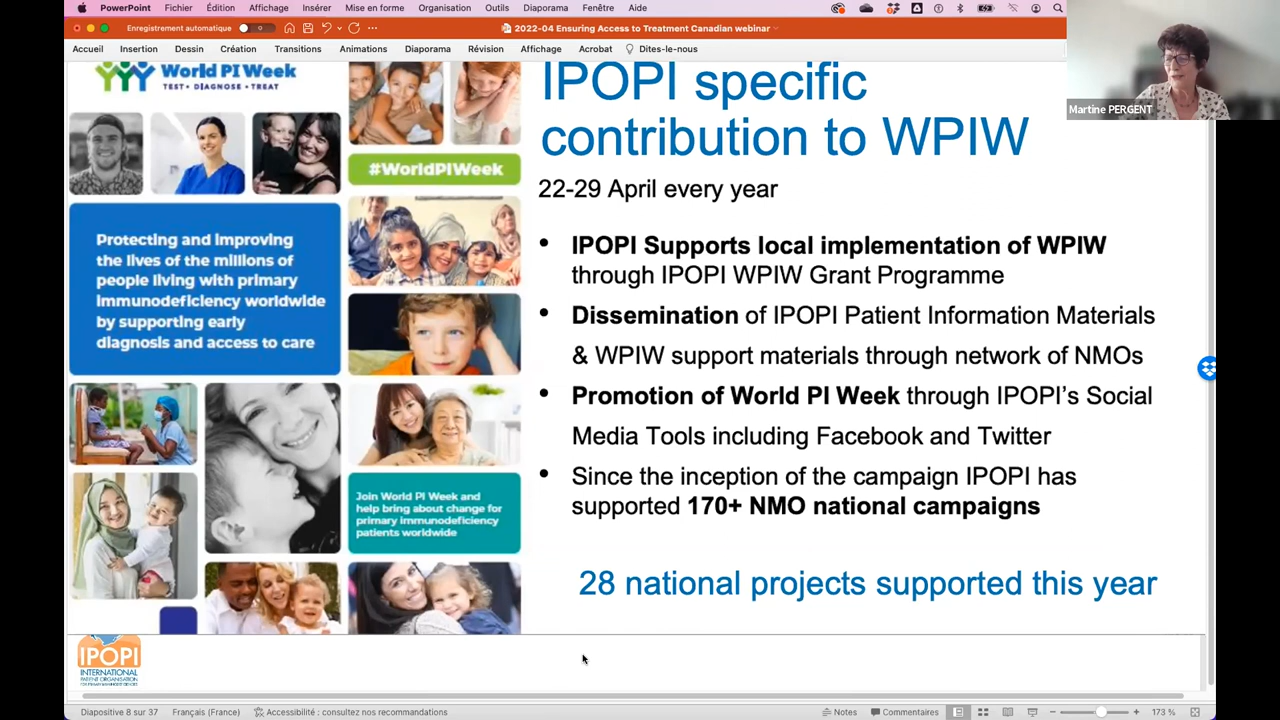 PowerPoint Fichier Édition Affichage Insérer Mise en forme Organisation Outils Diaporama Fenêtre Aide
Enregistrement automatique 2022-04 Ensuring Access to Treatment Canadian webinar
Accueil Insertion Dessin Création Transitions Animations Diaporama Révision Affichage Acrobat Dites-le-nous
Martine PERGENT
World PI Week
TEST • DIAGNOSE • TREAT
#WorldPIWeek
Protecting and improving
the lives of the millions of
people living with primary
immunodeficiency worldwide
by supporting early
diagnosis and access to care
Join World PI Week and
help bring about change for
primary immunodeficiency
patients worldwide
IPOPI specific
contribution to WPIW
22-29 April every year
• IPOPI Supports local implementation of WPIW
through IPOPI WPIW Grant Programme
• Dissemination of IPOPI Patient Information Materials
& WPIW support materials through network of NMOs
• Promotion of World PI Week through IPOPI’s Social
Media Tools including Facebook and Twitter
• Since the inception of the campaign IPOPI has
supported 170+ NMO national campaigns
28 national projects supported this year
IPOPI
INTERNATIONAL
PATIENT ORGANISATION
FOR PRIMARY IMMUNODEFICIENCIES
Diapositive 8 sur 37 Français (France) Accessibilité : consultez nos recommandations Notes Commentaires 173 %